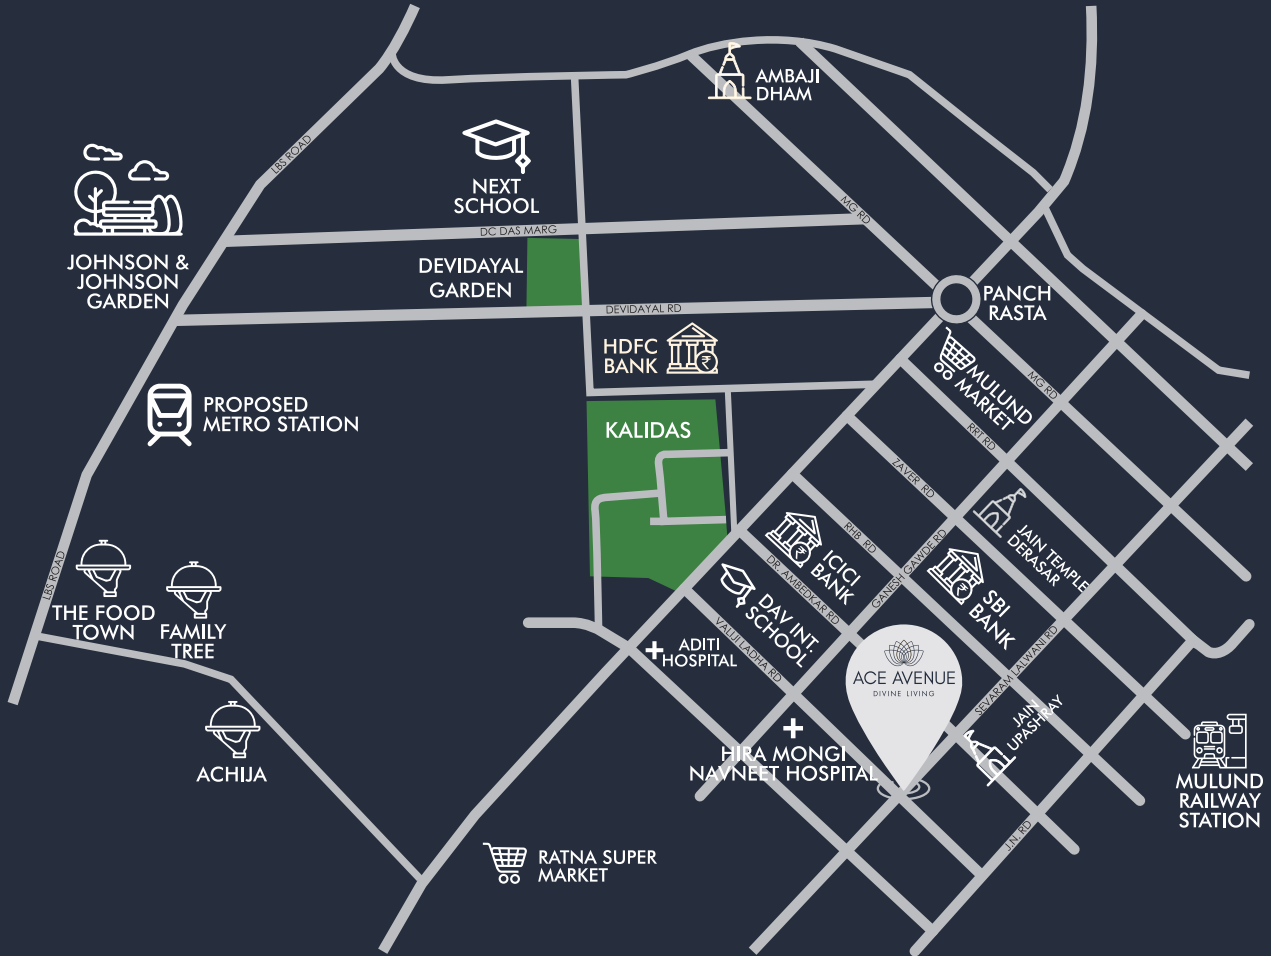 AMBAJI
DHAM
LBS ROAD
NEXT
SCHOOL
MG RD
DC DAS MARG
JOHNSON &
JOHNSON
GARDEN
DEVIDAYAL
GARDEN
PANCH
RASTA
DEVIDAYAL RD
HDFC
BANK
MULUND
MARKET
MG RD
PROPOSED
METRO STATION
KALIDAS
RRT RD
ZAVER RD
JAIN TEMPLE
DERASAR
RHB RD
GANESH GAWDE RD
ICICI
BANK
DR. AMBEDKAR RD
SBI
BANK
LBS ROAD
THE FOOD
TOWN
FAMILY
TREE
DAV INT.
SCHOOL
VALJI LADHA RD
ADITI
HOSPITAL
ACE AVENUE
DIVINE LIVING
SEVARAM LALWANI RD
JAIN
UPASHRAY
HIRA MONGI
NAVNEET HOSPITAL
ACHIJA
MULUND
RAILWAY
STATION
J.N. RD
RATNA SUPER
MARKET